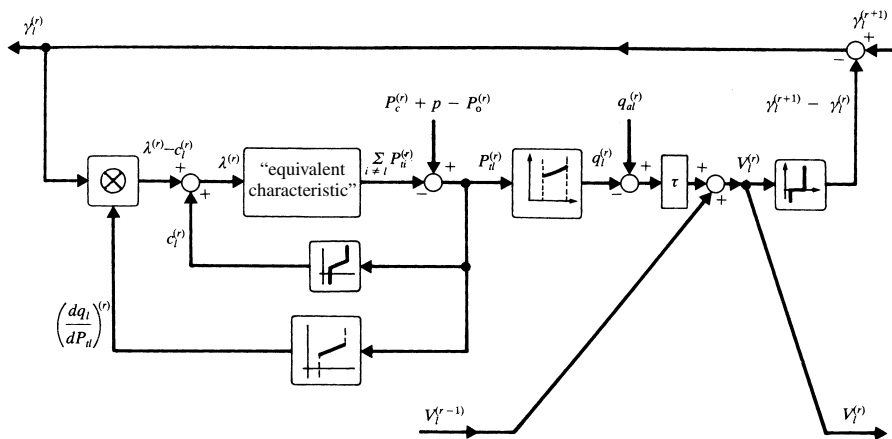 γ_l^(r)
γ_l^(r+1)
P_c^(r) + p − P_o^(r)
q_al^(r)
γ_l^(r+1) − γ_l^(r)
λ^(r)−c_l^(r)
λ^(r)
“equivalent
characteristic”
Σ_{i ≠ l} P_ti^(r)
P_tl^(r)
q_l^(r)
τ
V_l^(r)
+
+
+
−
−
+
+
+
+
−
c_l^(r)
(dq_l/dP_tl)^(r)
V_l^(r−1)
V_l^(r)